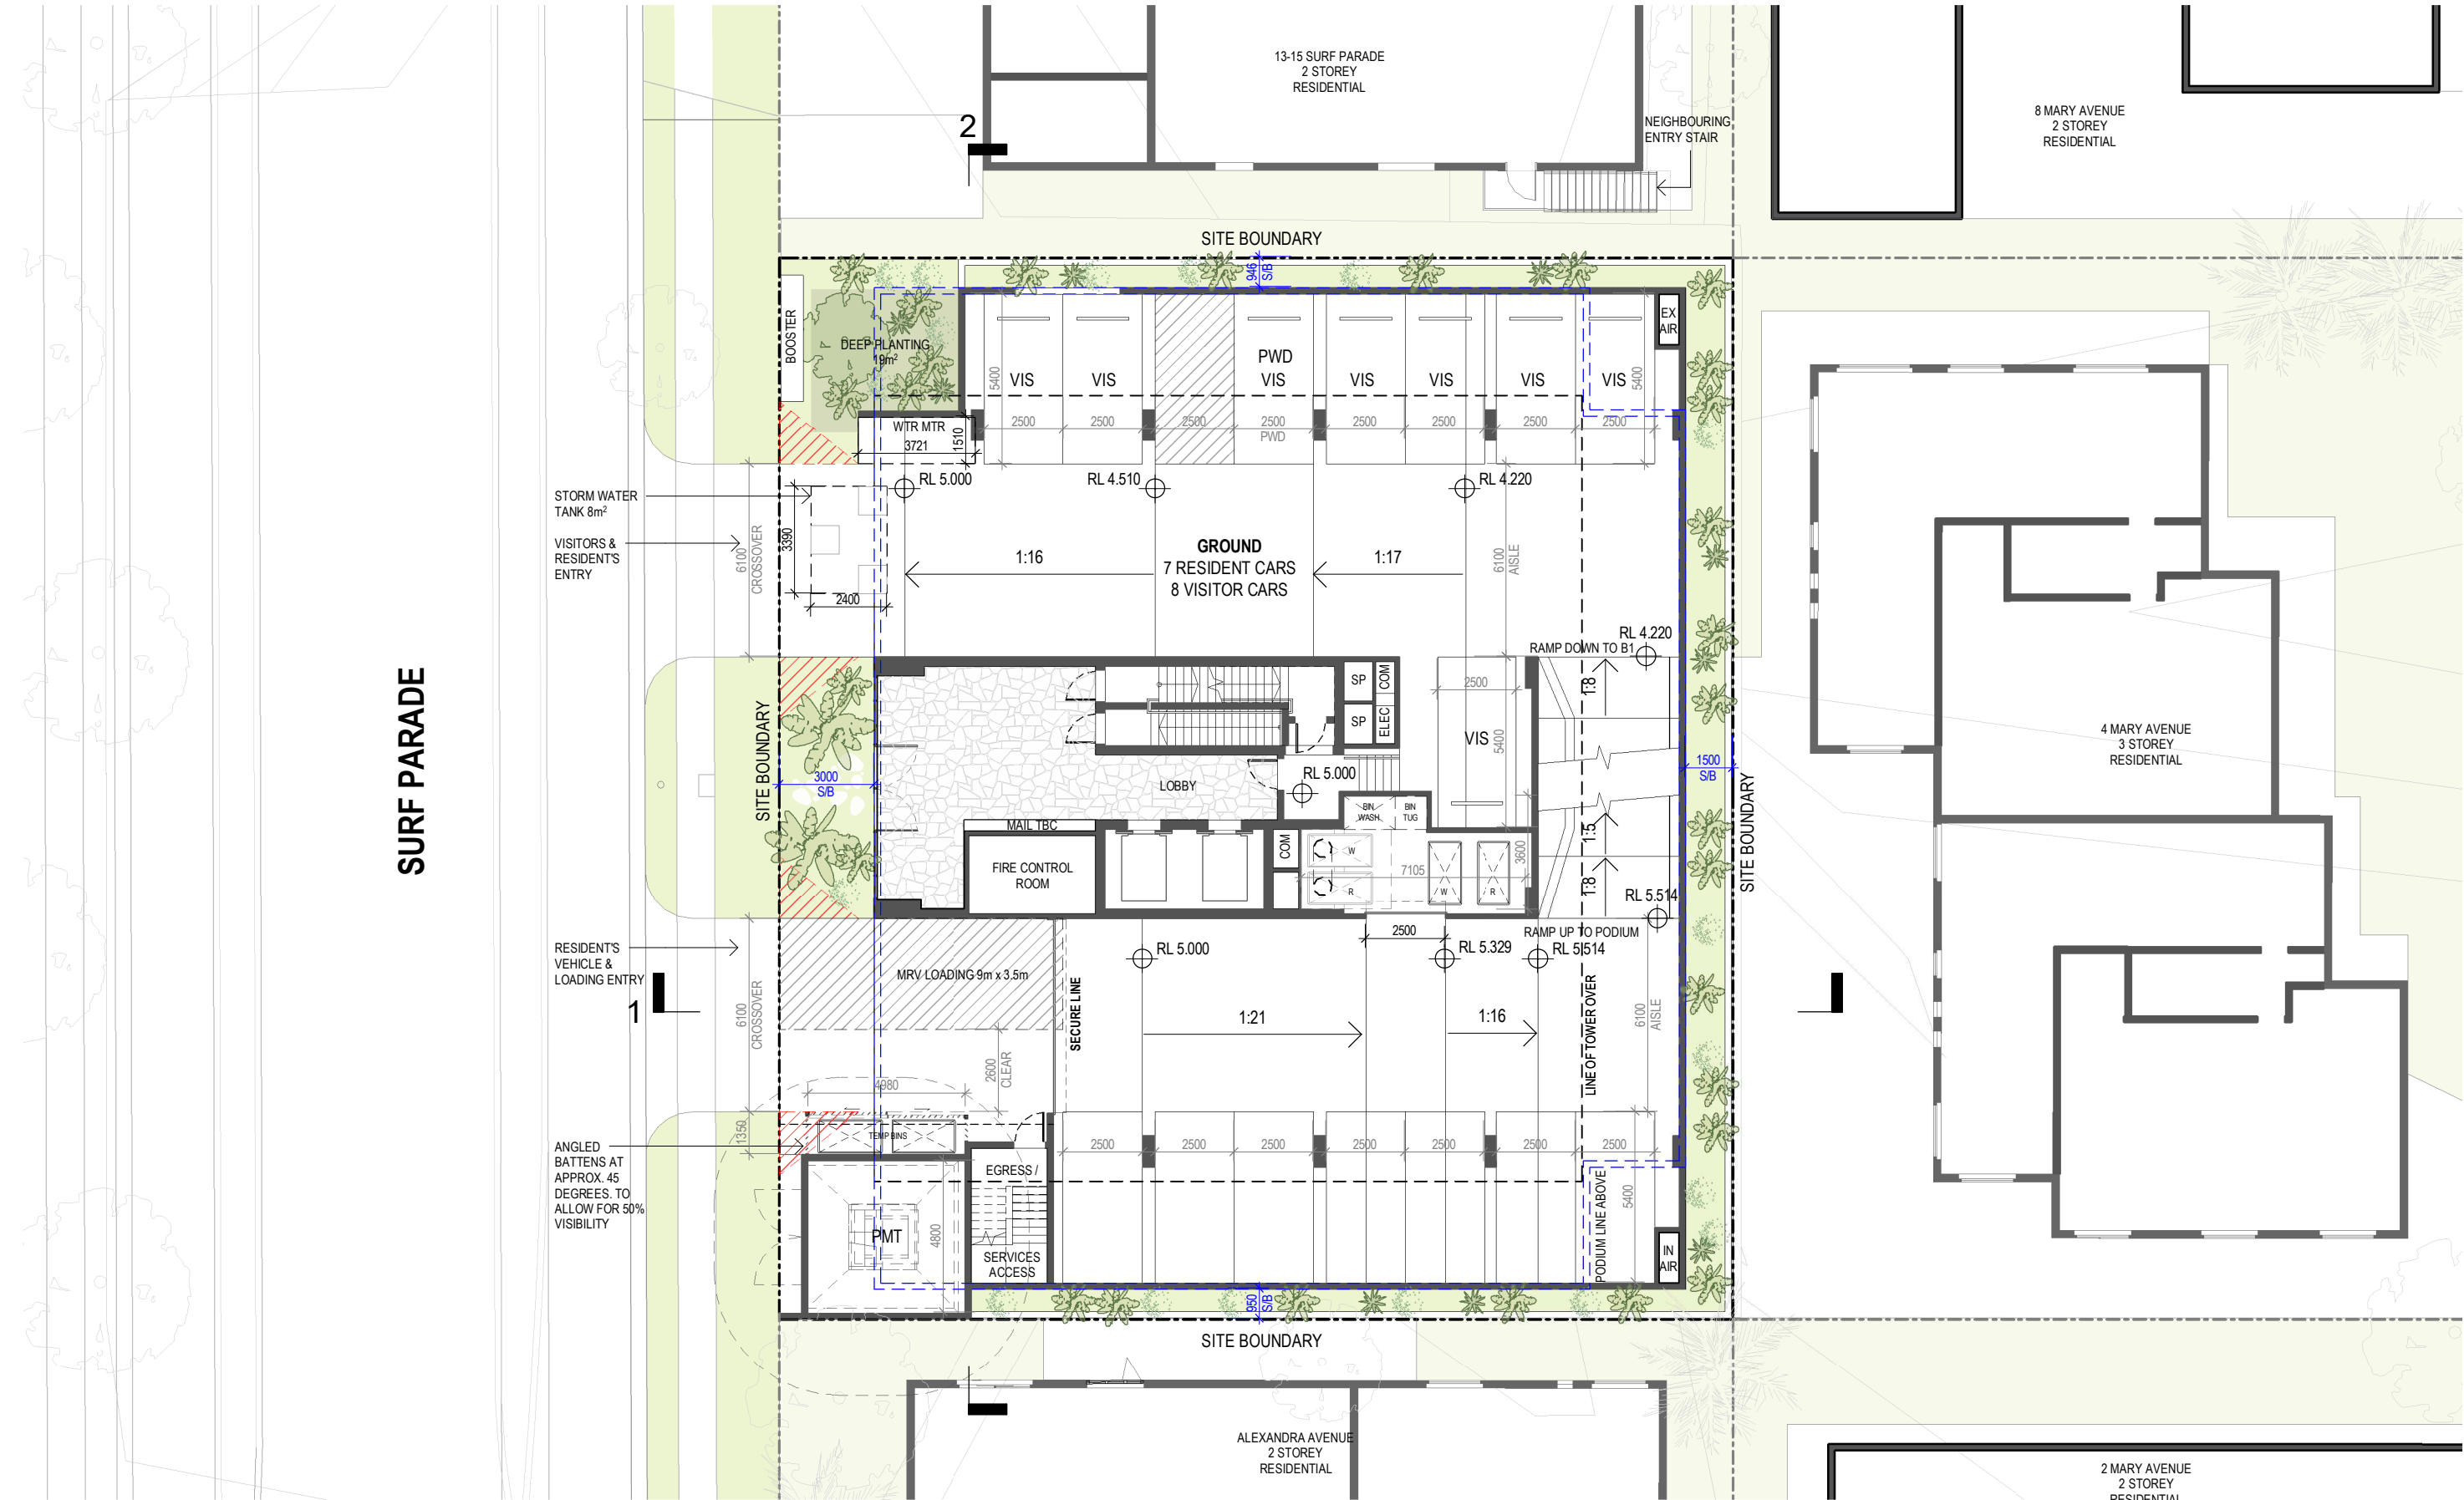 13-15 SURF PARADE
2 STOREY
RESIDENTIAL
8 MARY AVENUE
2 STOREY
RESIDENTIAL
NEIGHBOURING
ENTRY STAIR
2
SITE BOUNDARY
946
S/B
BOOSTER
DEEP PLANTING
19m²
EX
AIR
VIS
VIS
PWD
VIS
VIS
VIS
VIS
VIS
5400
5400
2500
2500
2500
2500
PWD
2500
2500
2500
2500
WTR MTR
3721
1510
RL 5.000
RL 4.510
RL 4.220
STORM WATER
TANK 8m²
VISITORS &
RESIDENT'S
ENTRY
6100
CROSSOVER
3390
2400
1:16
GROUND
7 RESIDENT CARS
8 VISITOR CARS
1:17
6100
AISLE
RL 4.220
RAMP DOWN TO B1
1:8
SURF PARADE
SITE BOUNDARY
3000
S/B
SP
COM
SP
ELEC
2500
VIS
5400
LOBBY
RL 5.000
BIN
WASH
BIN
TUG
MAIL TBC
FIRE CONTROL
ROOM
COM
W
R
7105
W
R
3600
1:5
1:8
1500
S/B
SITE BOUNDARY
4 MARY AVENUE
3 STOREY
RESIDENTIAL
RL 5.514
RAMP UP TO PODIUM
RESIDENT'S
VEHICLE &
LOADING ENTRY
1
6100
CROSSOVER
MRV LOADING 9m x 3.5m
SECURE LINE
RL 5.000
2500
RL 5.329
RL 5.514
1:21
1:16
LINE OF TOWER OVER
6100
AISLE
2600
CLEAR
4980
1350
TEMP BINS
ANGLED
BATTENS AT
APPROX. 45
DEGREES. TO
ALLOW FOR 50%
VISIBILITY
PMT
4800
EGRESS /
SERVICES
ACCESS
2500
2500
2500
2500
2500
2500
2500
PODIUM LINE ABOVE
5400
IN
AIR
950
S/B
SITE BOUNDARY
ALEXANDRA AVENUE
2 STOREY
RESIDENTIAL
2 MARY AVENUE
2 STOREY
RESIDENTIAL